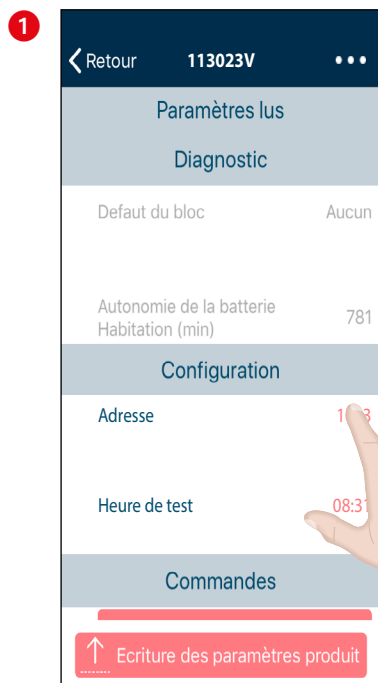 1
Retour 113023V •••
Paramètres lus
Diagnostic
Defaut du bloc Aucun
Autonomie de la batterie
Habitation (min) 781
Configuration
Adresse
Heure de test 08:31
Commandes
Ecriture des paramètres produit